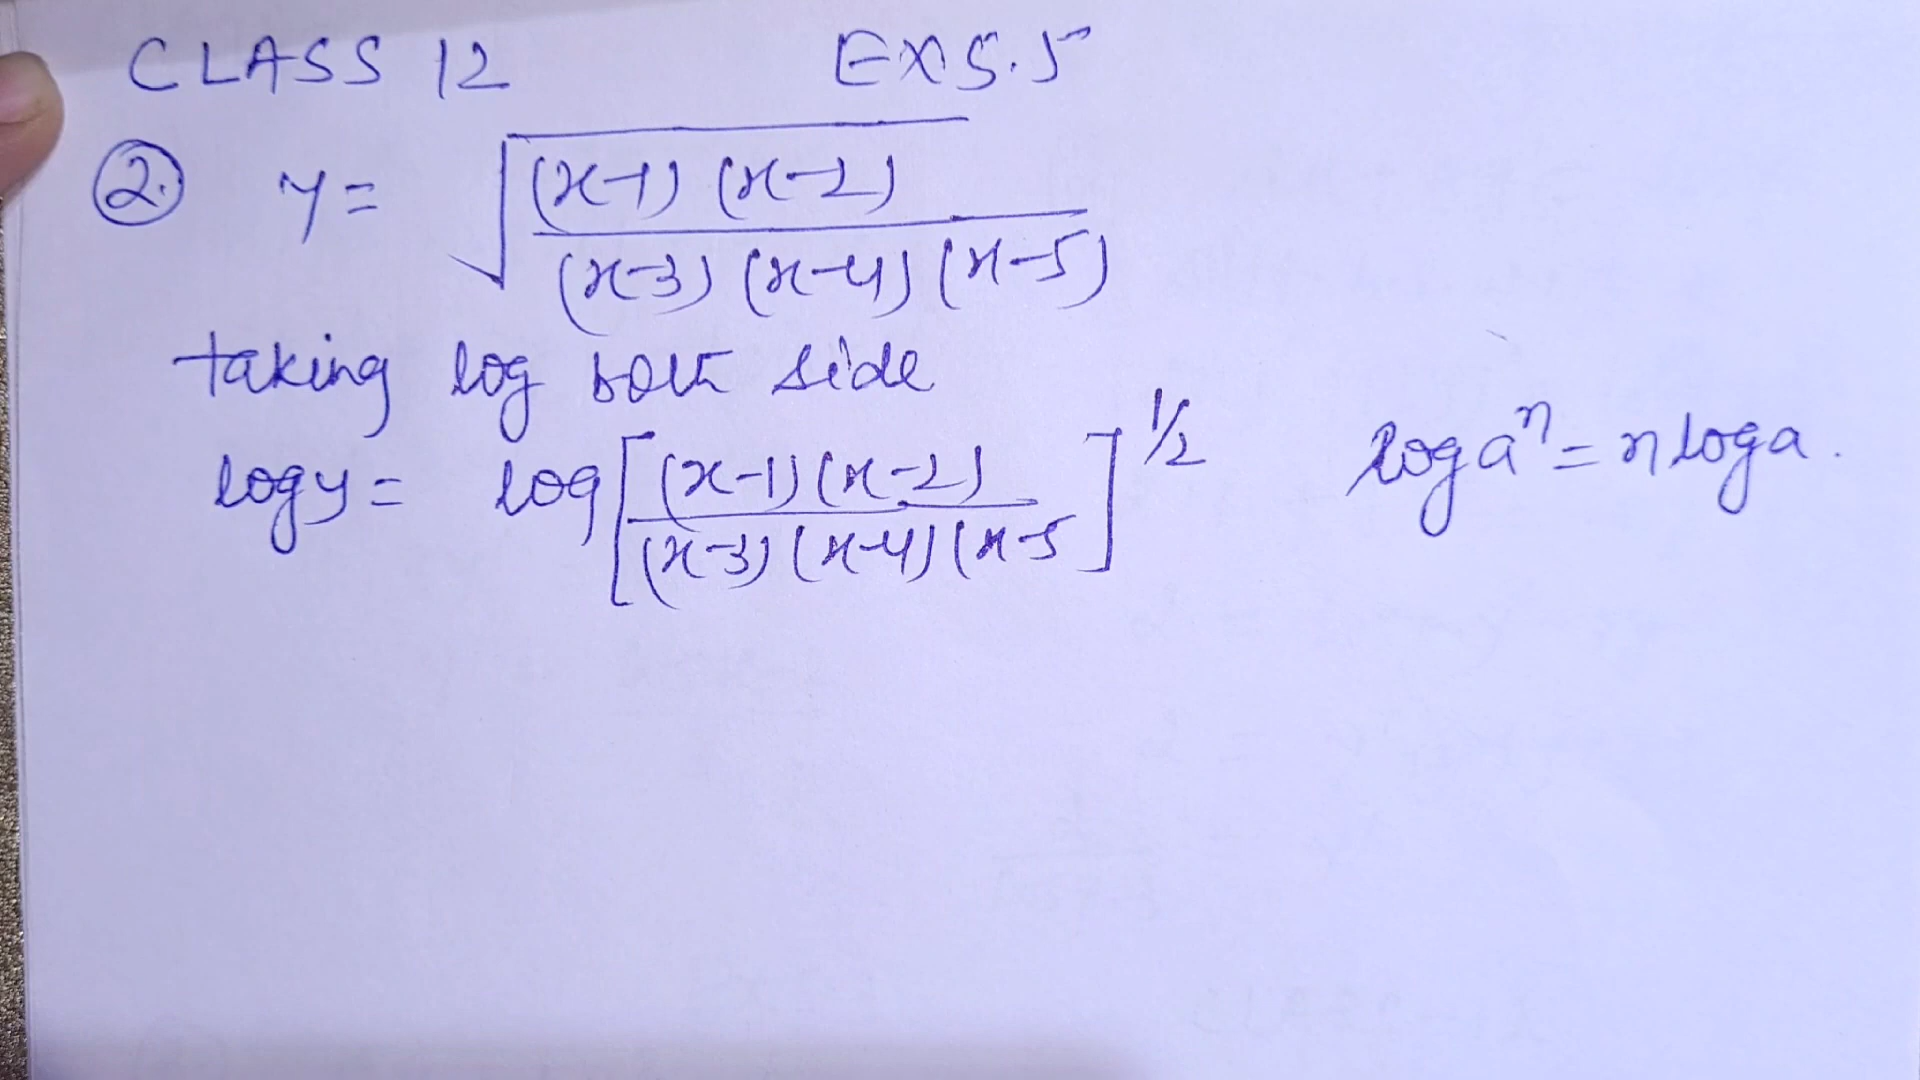 CLASS 12 EX 5.5
2. y = √((x-1)(x-2) / (x-3)(x-4)(x-5))
taking log both side
log y = log[(x-1)(x-2) / (x-3)(x-4)(x-5]^1/2 log a^n = n log a.